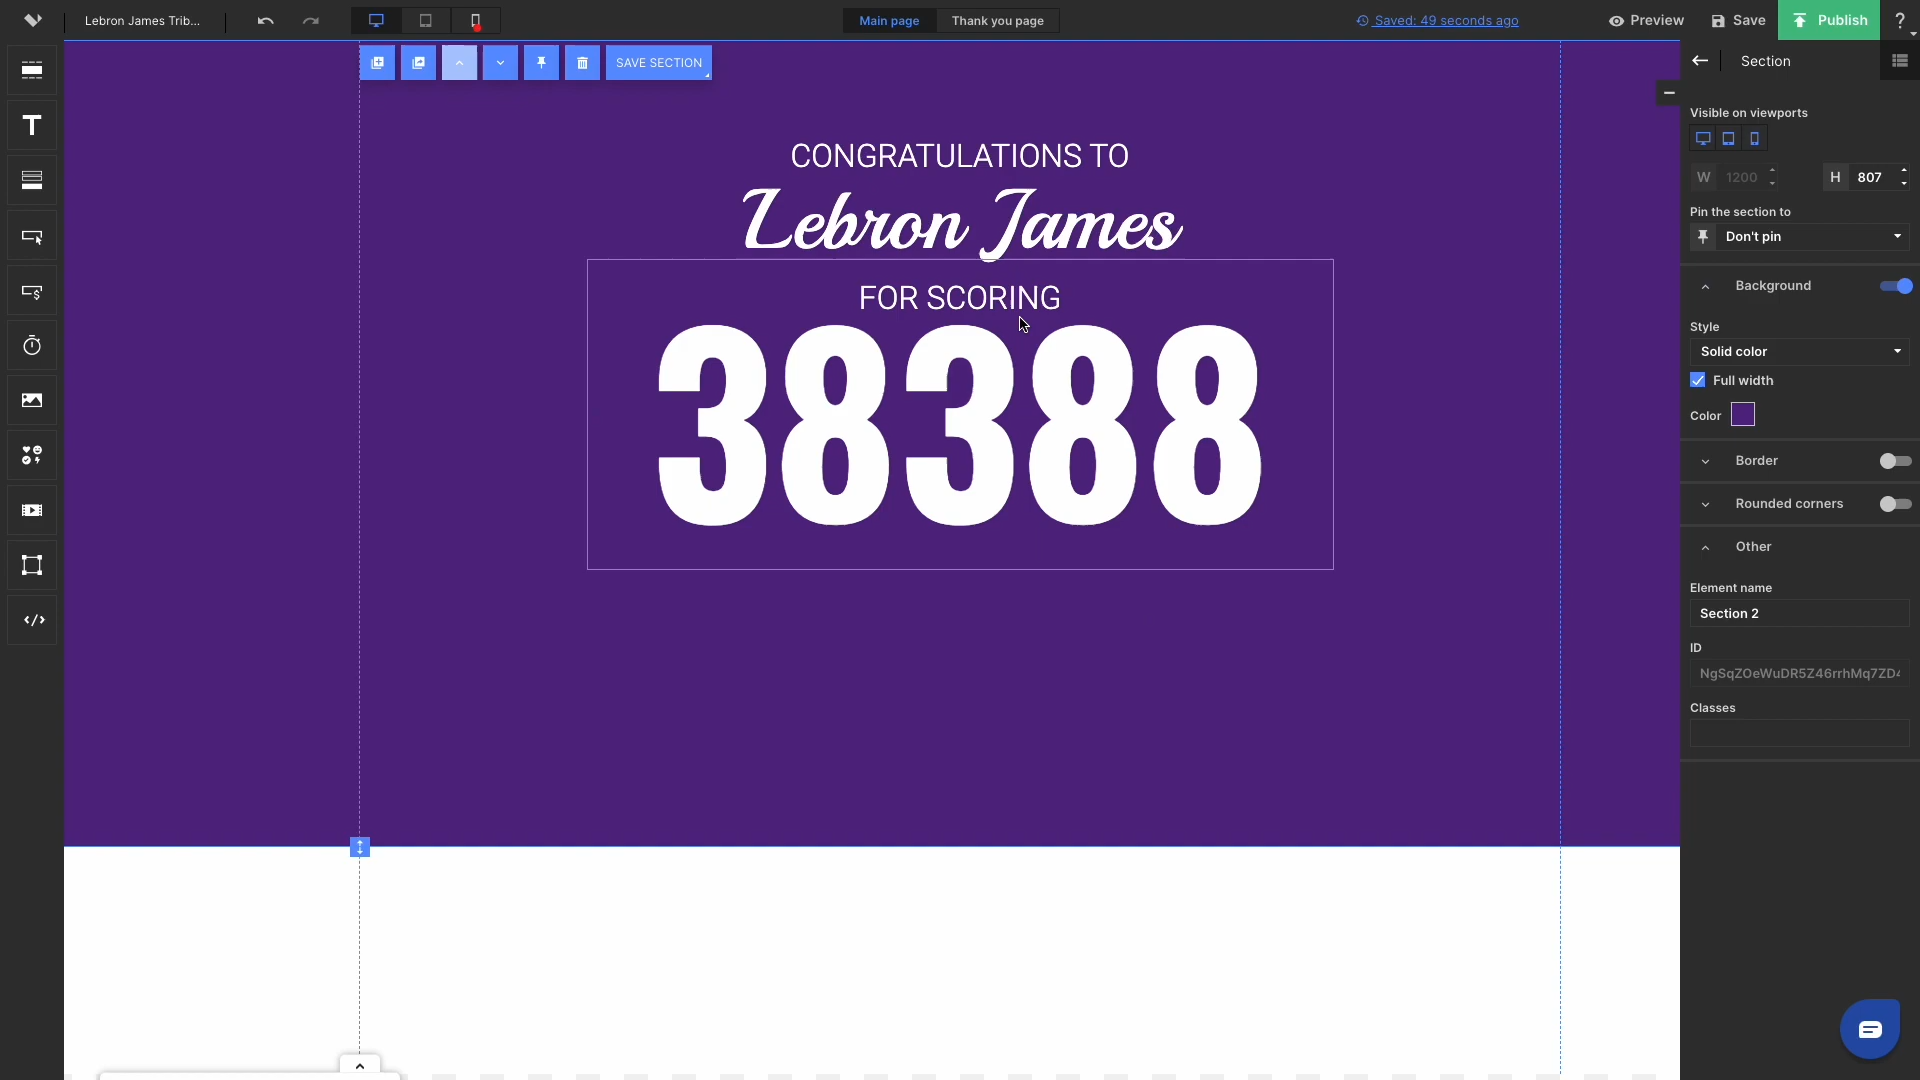 Lebron James Trib...
Main page
Thank you page
Saved: 49 seconds ago
Preview
Save
Publish
?
SAVE SECTION
Section
Visible on viewports
W 1200
H 807
Pin the section to
Don't pin
Background
Style
Solid color
Full width
Color
Border
Rounded corners
Other
Element name
Section 2
ID
NgSqZOeWuDR5Z46rrhMq7ZD
Classes
CONGRATULATIONS TO
Lebron James
FOR SCORING
38388